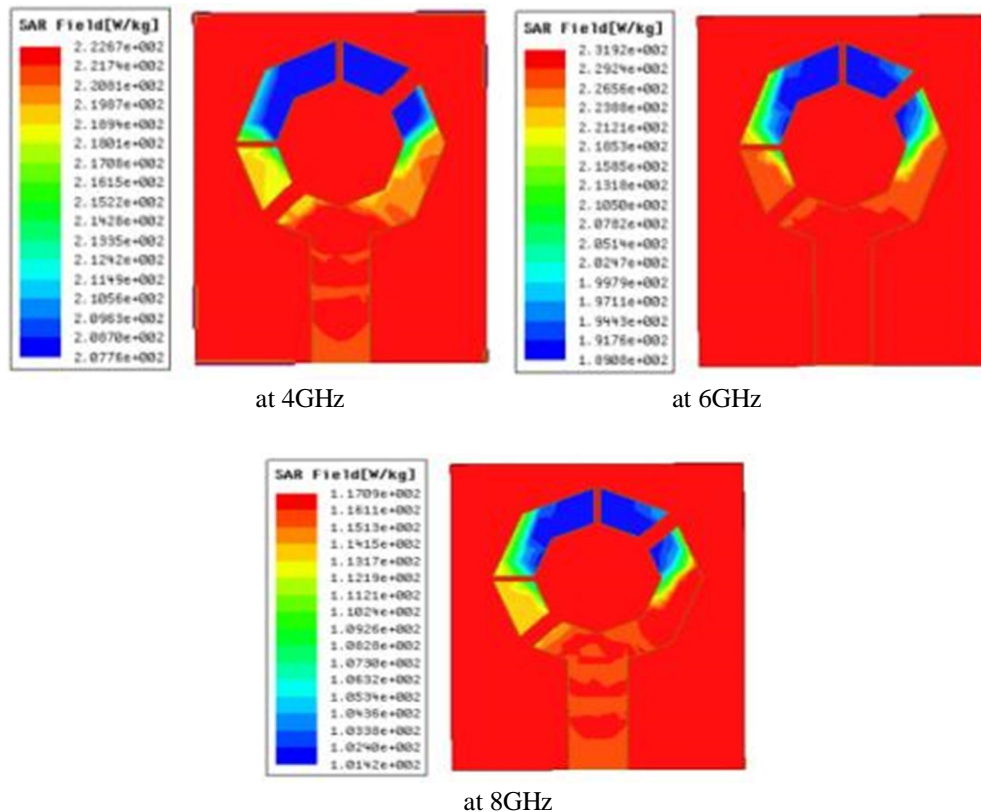 SAR Field[W/kg]
2.2267e+002
2.2174e+002
2.2081e+002
2.1987e+002
2.1894e+002
2.1801e+002
2.1708e+002
2.1615e+002
2.1522e+002
2.1428e+002
2.1335e+002
2.1242e+002
2.1149e+002
2.1056e+002
2.0963e+002
2.0870e+002
2.0776e+002
at 4GHz
SAR Field[W/kg]
2.3192e+002
2.2924e+002
2.2656e+002
2.2388e+002
2.2121e+002
2.1853e+002
2.1585e+002
2.1318e+002
2.1050e+002
2.0782e+002
2.0514e+002
2.0247e+002
1.9979e+002
1.9711e+002
1.9443e+002
1.9176e+002
1.8908e+002
at 6GHz
SAR Field[W/kg]
1.1709e+002
1.1611e+002
1.1513e+002
1.1415e+002
1.1317e+002
1.1219e+002
1.1121e+002
1.1024e+002
1.0926e+002
1.0828e+002
1.0730e+002
1.0632e+002
1.0534e+002
1.0436e+002
1.0338e+002
1.0240e+002
1.0142e+002
at 8GHz